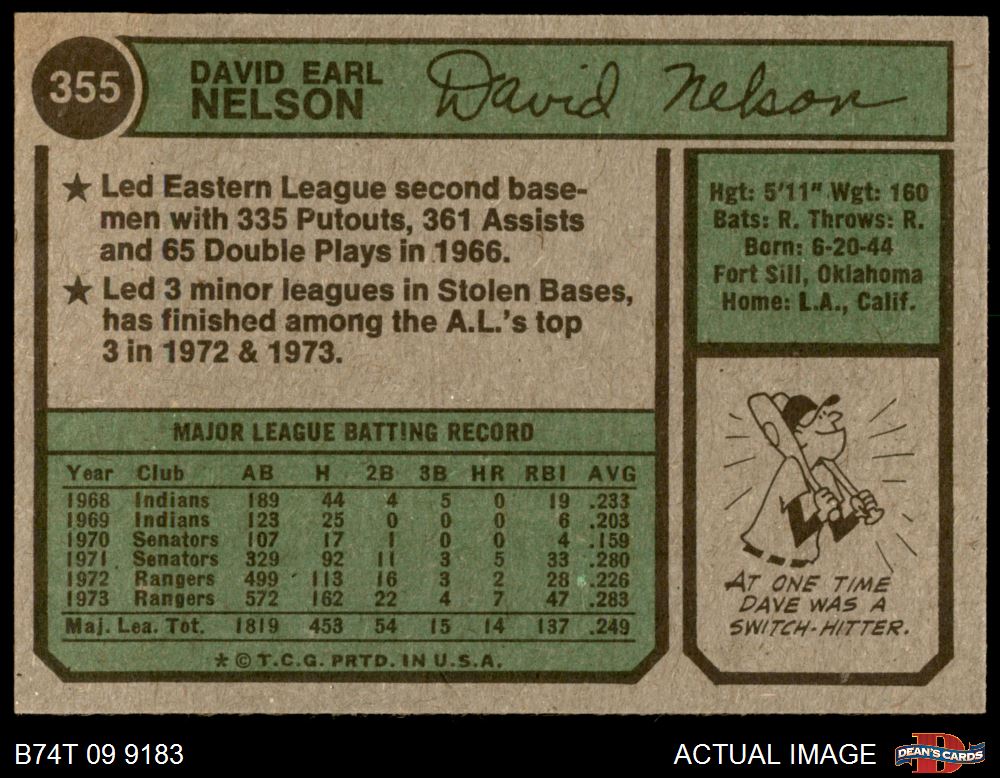 355
DAVID EARL
NELSON
David Nelson
★ Led Eastern League second base-
men with 335 Putouts, 361 Assists
and 65 Double Plays in 1966.
★ Led 3 minor leagues in Stolen Bases,
has finished among the A.L.'s top
3 in 1972 & 1973.
Hgt: 5'11" Wgt: 160
Bats: R. Throws: R.
Born: 6-20-44
Fort Sill, Oklahoma
Home: L.A., Calif.
MAJOR LEAGUE BATTING RECORD
Year Club AB H 2B 3B HR RBI AVG
1968 Indians 189 44 4 5 0 19 .233
1969 Indians 123 25 0 0 0 6 .203
1970 Senators 107 17 1 0 0 4 .159
1971 Senators 329 92 11 3 5 33 .280
1972 Rangers 499 113 16 3 2 28 .226
1973 Rangers 572 162 22 4 7 47 .283
Maj. Lea. Tot. 1819 453 54 15 14 137 .249
* © T.C.G. PRTD. IN U.S.A.
AT ONE TIME
DAVE WAS A
SWITCH-HITTER.
B74T 09 9183
ACTUAL IMAGE
DEAN'S CARDS